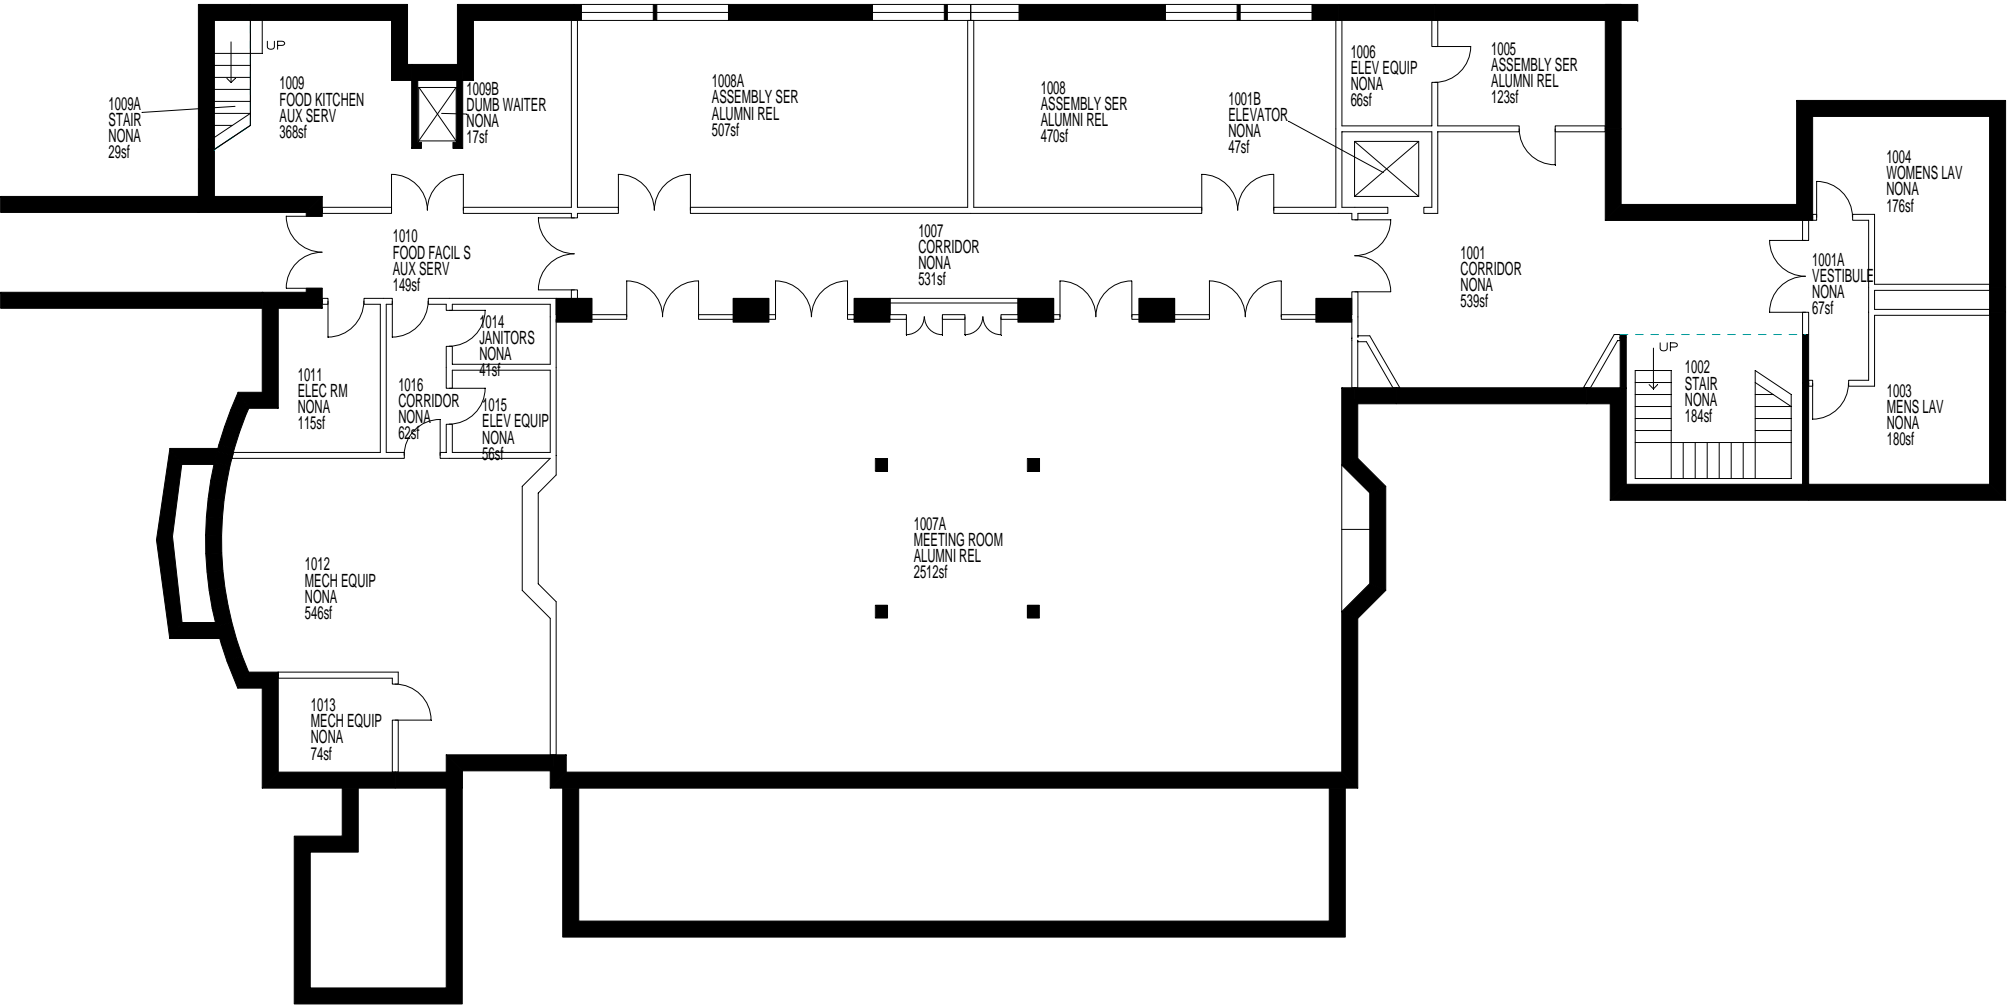 UP
1009
FOOD KITCHEN
AUX SERV
368sf
1009A
STAIR
NONA
29sf
1009B
DUMB WAITER
NONA
17sf
1008A
ASSEMBLY SER
ALUMNI REL
507sf
1008
ASSEMBLY SER
ALUMNI REL
470sf
1001B
ELEVATOR
NONA
47sf
1006
ELEV EQUIP
NONA
66sf
1005
ASSEMBLY SER
ALUMNI REL
123sf
1004
WOMENS LAV
NONA
176sf
1010
FOOD FACIL S
AUX SERV
149sf
1007
CORRIDOR
NONA
531sf
1001
CORRIDOR
NONA
539sf
1001A
VESTIBULE
NONA
67sf
1014
JANITORS
NONA
41sf
1011
ELEC RM
NONA
115sf
1016
CORRIDOR
NONA
62sf
1015
ELEV EQUIP
NONA
56sf
UP
1002
STAIR
NONA
184sf
1003
MENS LAV
NONA
180sf
1007A
MEETING ROOM
ALUMNI REL
2512sf
1012
MECH EQUIP
NONA
546sf
1013
MECH EQUIP
NONA
74sf